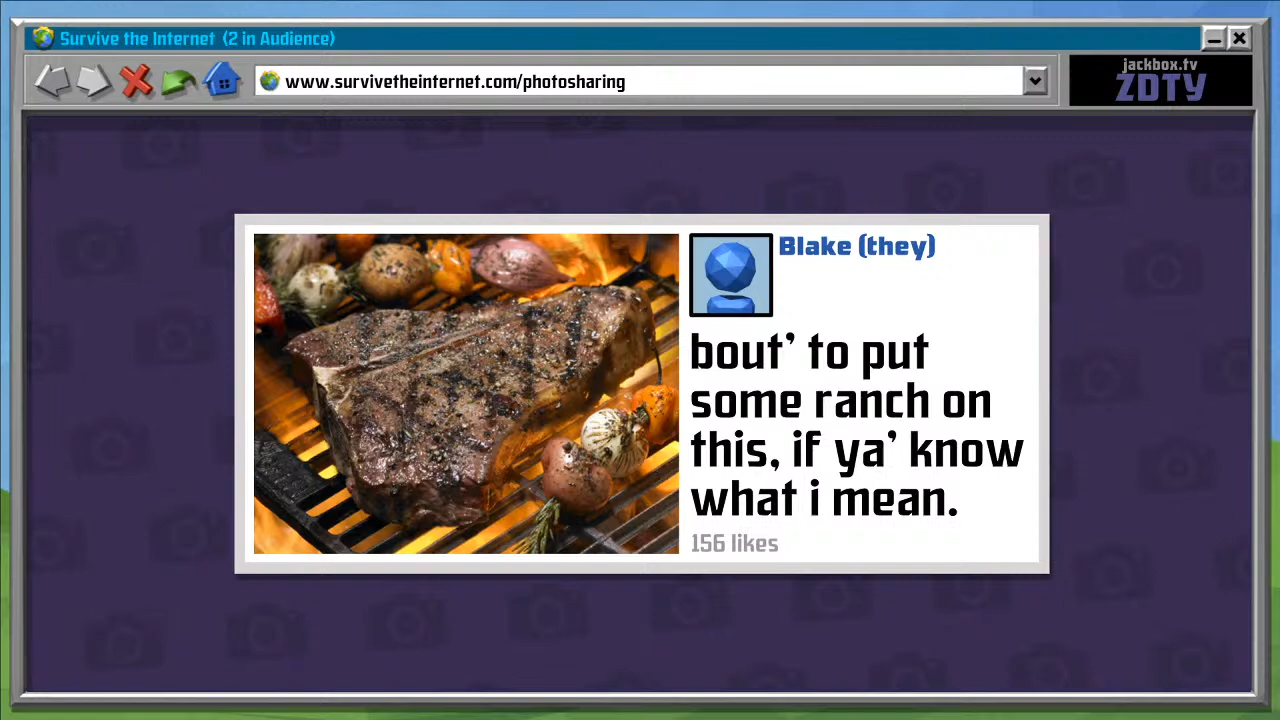 Survive the Internet (2 in Audience)
www.survivetheinternet.com/photosharing
jackbox.tv
ZDTY
Blake (they)
bout’ to put
some ranch on
this, if ya’ know
what i mean.
156 likes